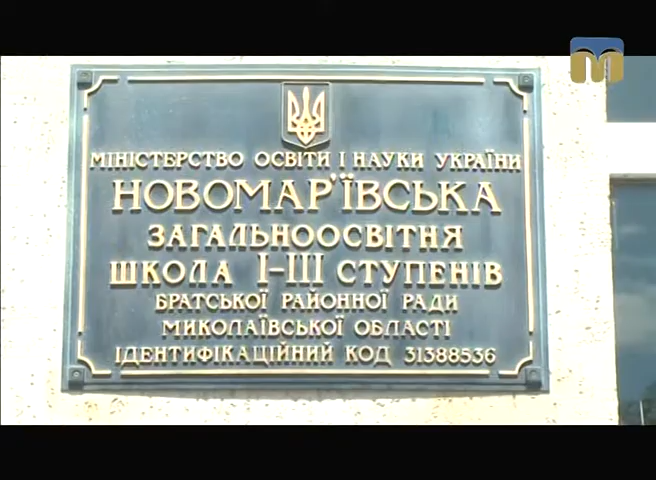 МІНІСТЕРСТВО ОСВІТИ І НАУКИ УКРАЇНИ
НОВОМАР'ЇВСЬКА
ЗАГАЛЬНООСВІТНЯ
ШКОЛА І-ІІІ СТУПЕНІВ
БРАТСЬКОЇ РАЙОННОЇ РАДИ
МИКОЛАЇВСЬКОЇ ОБЛАСТІ
ІДЕНТИФІКАЦІЙНИЙ КОД 31388536